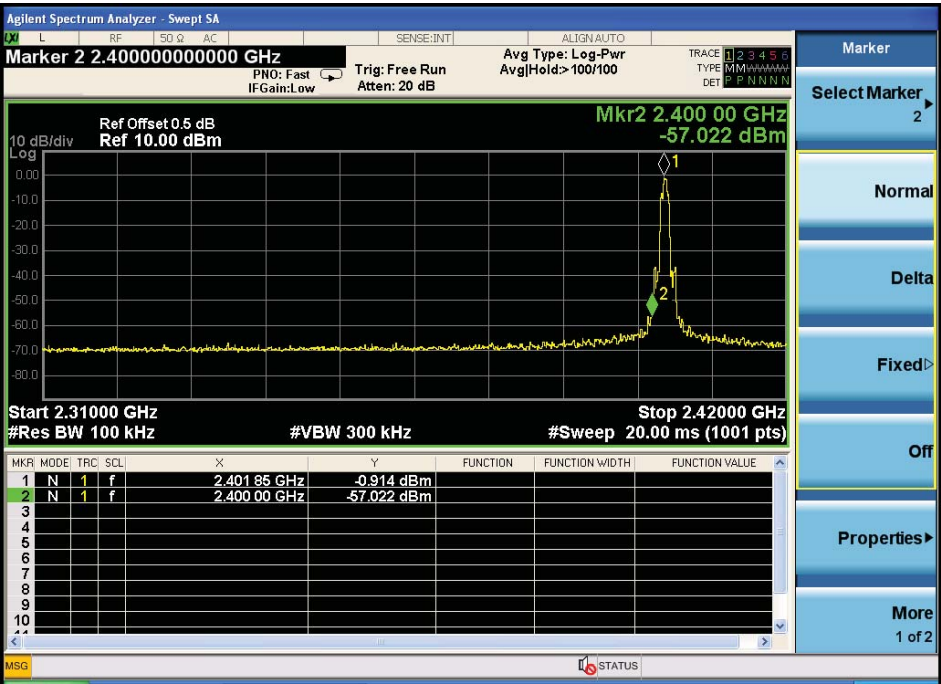 Agilent Spectrum Analyzer - Swept SA
LXI L RF 50 Ω AC SENSE:INT ALIGN AUTO
Marker 2 2.400000000000 GHz
PNO: Fast
IFGain:Low
Trig: Free Run
Atten: 20 dB
Avg Type: Log-Pwr
Avg|Hold:>100/100
TRACE 1 2 3 4 5 6
TYPE MMWWWW
DET P P N N N N
Mkr2 2.400 00 GHz
-57.022 dBm
10 dB/div
Log
Ref Offset 0.5 dB
Ref 10.00 dBm
1
0.00
-10.0
-20.0
-30.0
-40.0
2
-50.0
-60.0
-70.0
-80.0
Start 2.31000 GHz
Stop 2.42000 GHz
#Res BW 100 kHz
#VBW 300 kHz
#Sweep 20.00 ms (1001 pts)
MKR MODE TRC SCL X Y FUNCTION FUNCTION WIDTH FUNCTION VALUE
1 N 1 f 2.401 85 GHz -0.914 dBm
2 N 1 f 2.400 00 GHz -57.022 dBm
3
4
5
6
7
8
9
10
11
MSG
STATUS
Marker
Select Marker
2
Normal
Delta
Fixed
Off
Properties
More
1 of 2